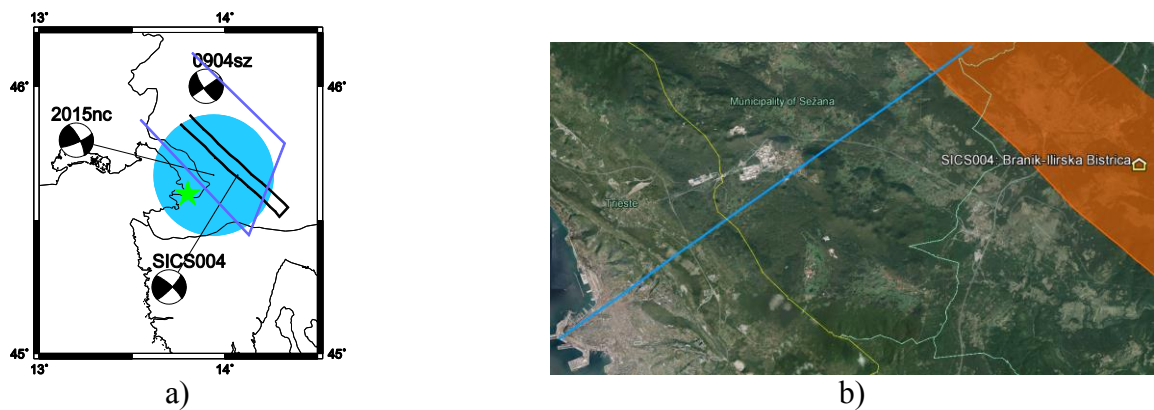 13°
14°
0904sz
46°
46°
2015nc
SICS004
45°
45°
13°
14°
a)
Municipality of Sežana
SICS004: Branik-Ilirska Bistrica
Trieste
b)